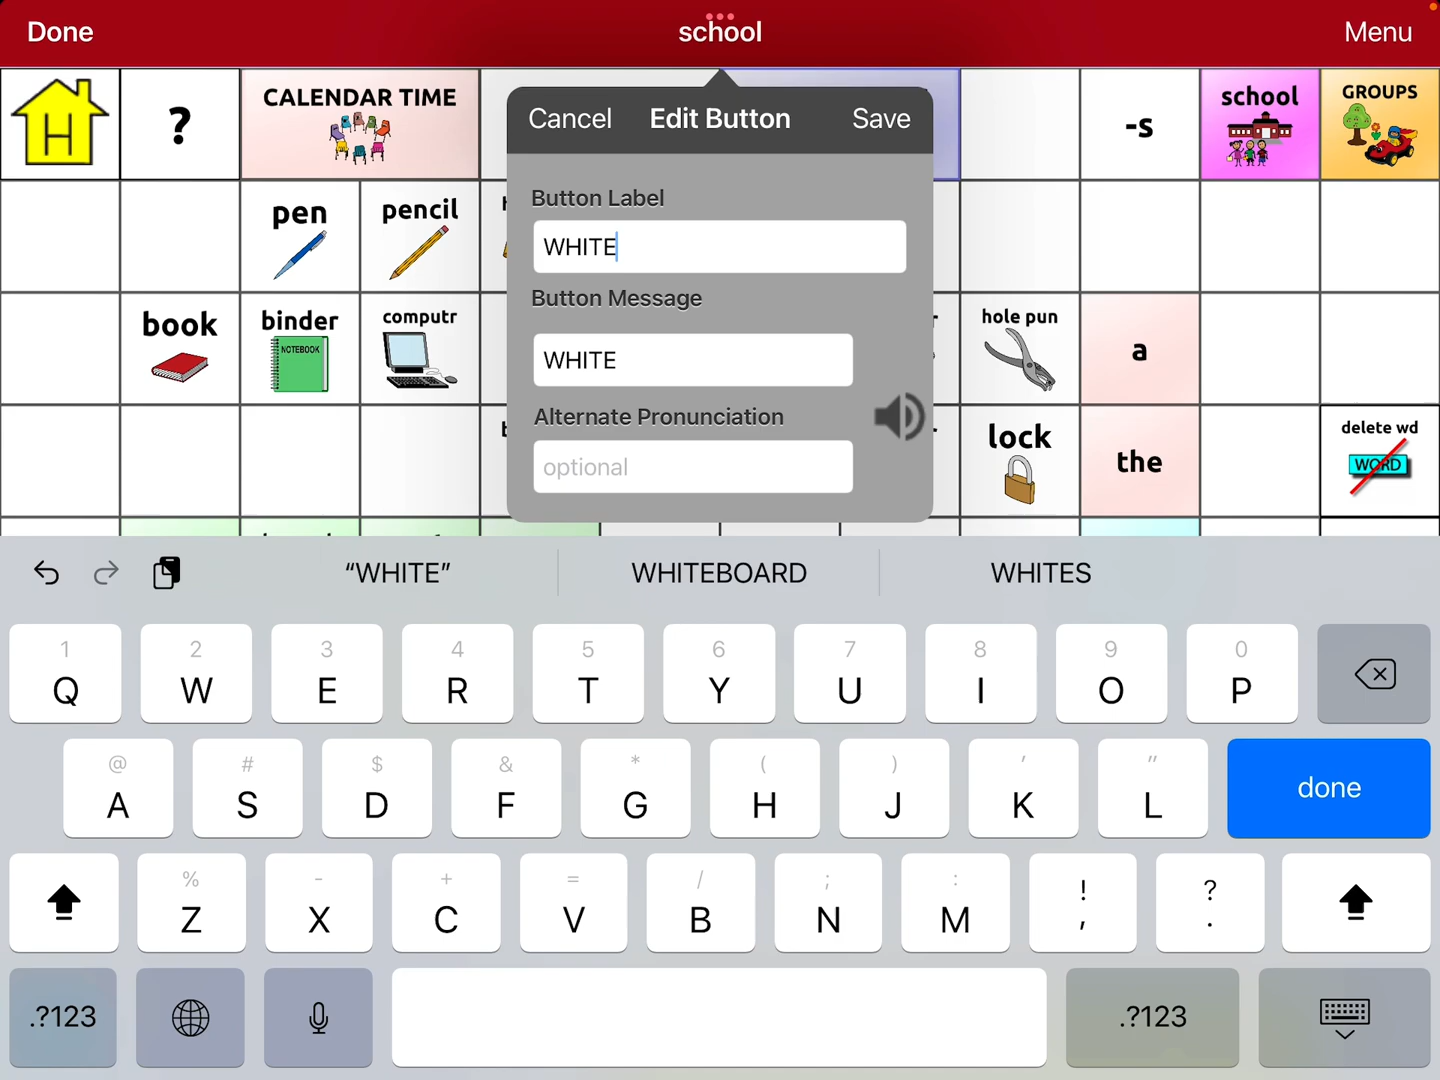 Done
school
Menu
H
?
CALENDAR TIME
-s
school
GROUPS
Cancel
Edit Button
Save
Button Label
WHITE
Button Message
WHITE
Alternate Pronunciation
optional
pen
pencil
book
binder
NOTEBOOK
computr
hole pun
a
lock
the
delete wd
WORD
“WHITE”
WHITEBOARD
WHITES
1 2 3 4 5 6 7 8 9 0
Q W E R T Y U I O P
@ # $ & * ( ) ' "
A S D F G H J K L
done
% - + = / ; : ! ?
Z X C V B N M , .
.?123
.?123